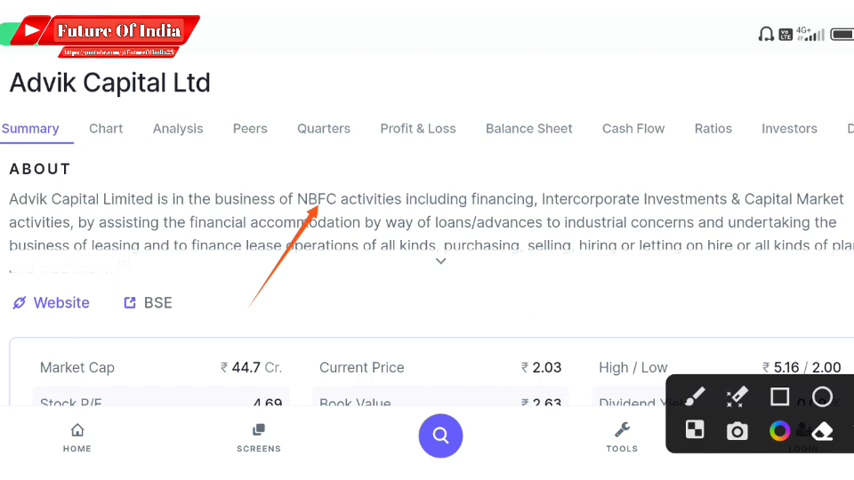 Future Of India
4G+
Advik Capital Ltd
Summary Chart Analysis Peers Quarters Profit & Loss Balance Sheet Cash Flow Ratios Investors D
ABOUT
Advik Capital Limited is in the business of NBFC activities including financing, Intercorporate Investments & Capital Market
activities, by assisting the financial accommodation by way of loans/advances to industrial concerns and undertaking the
business of leasing and to finance lease operations of all kinds, purchasing, selling, hiring or letting on hire or all kinds of plan
Website BSE
Market Cap ₹ 44.7 Cr. Current Price ₹ 2.03 High / Low ₹ 5.16 / 2.00
Stock P/E 4.69 Book Value ₹ 2.63 Dividend Yield
HOME SCREENS TOOLS LOGIN